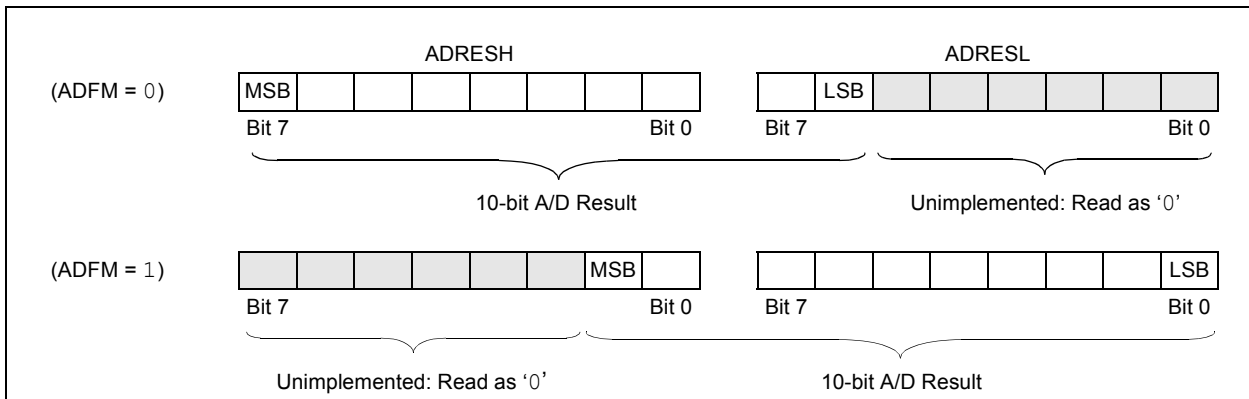 ADRESH ADRESL
(ADFM = 0) MSB LSB
Bit 7 Bit 0 Bit 7 Bit 0
10-bit A/D Result Unimplemented: Read as ‘0’
(ADFM = 1) MSB LSB
Bit 7 Bit 0 Bit 7 Bit 0
Unimplemented: Read as ‘0’ 10-bit A/D Result